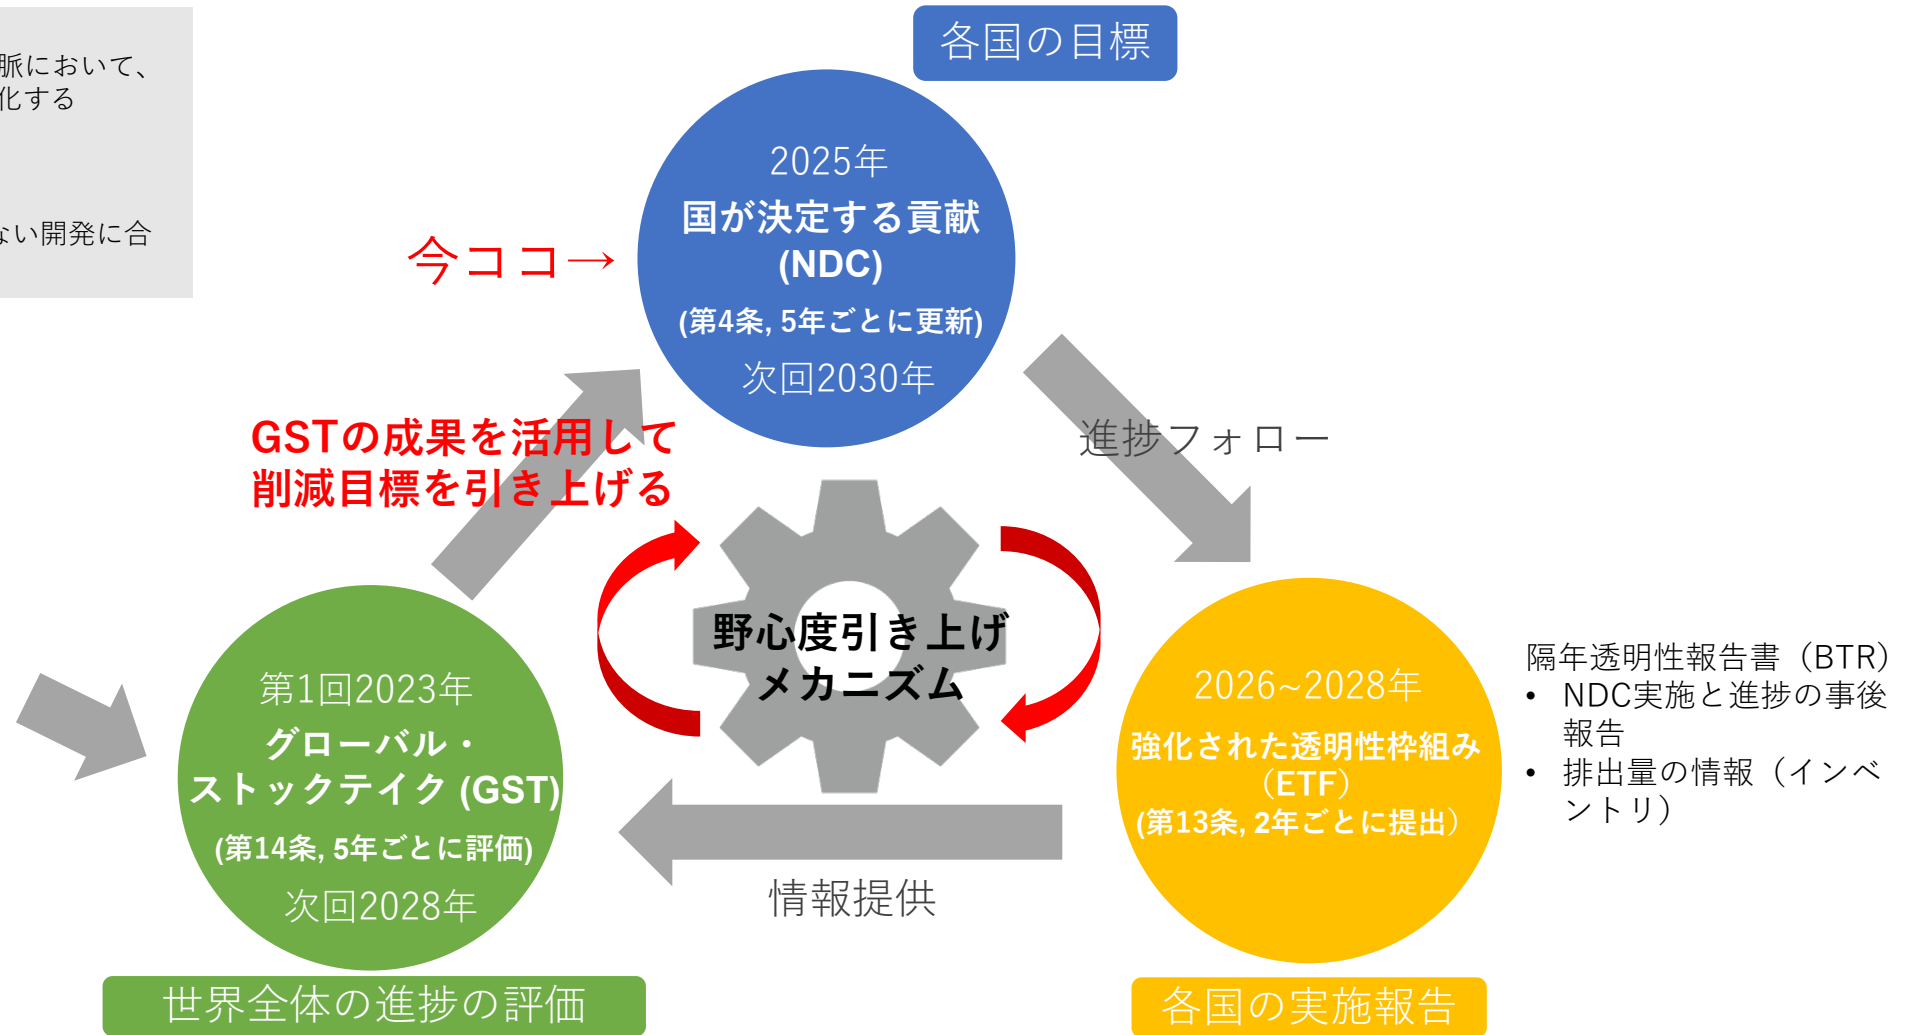 脈において、
化する
ない開発に合
各国の目標
2025年
国が決定する貢献
(NDC)
(第4条, 5年ごとに更新)
次回2030年
今ココ→
GSTの成果を活用して
削減目標を引き上げる
進捗フォロー
野心度引き上げ
メカニズム
第1回2023年
グローバル・
ストックテイク (GST)
(第14条, 5年ごとに評価)
次回2028年
世界全体の進捗の評価
情報提供
2026~2028年
強化された透明性枠組み
（ETF）
(第13条, 2年ごとに提出）
各国の実施報告
隔年透明性報告書（BTR）
• NDC実施と進捗の事後
報告
• 排出量の情報（インベ
ントリ）